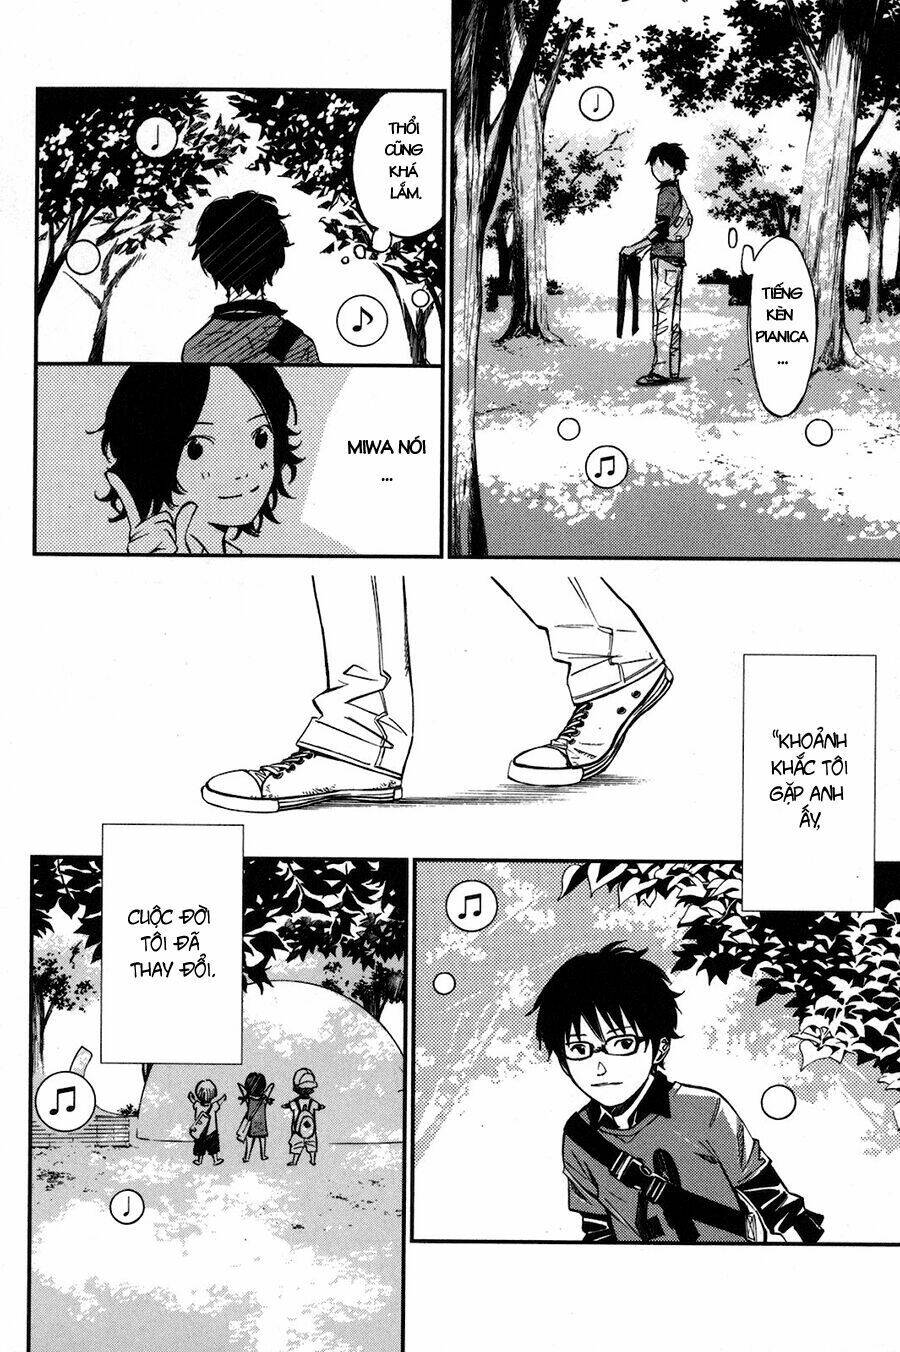 TIẾNG
KÈN
PIANICA
...
THỔI
CŨNG
KHÁ
LẮM.
MIWA NÓI
...
"KHOẢNH
KHẮC TÔI
GẶP ANH
ẤY,
CUỘC ĐỜI
TÔI ĐÃ
THAY ĐỔI.